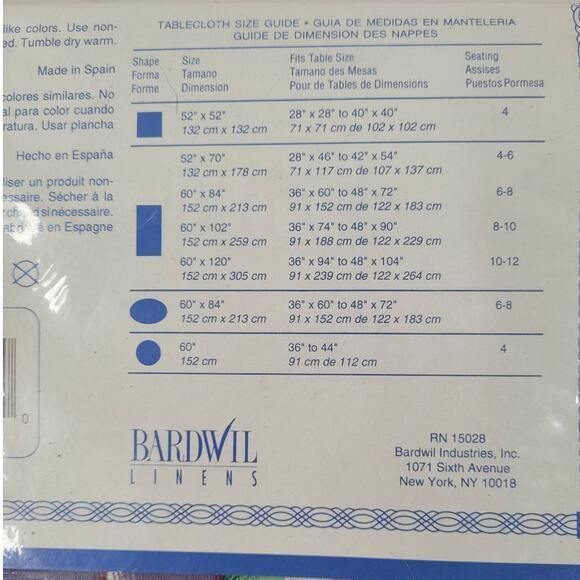 like colors. Use non-
ed. Tumble dry warm.
Made in Spain
colores similares. No
al para color cuando
ratura. Usar plancha
Hecho en España
liser un produit non-
essaire. Sécher à la
r chaud si nécessaire.
abriqué en Espagne
TABLECLOTH SIZE GUIDE • GUIA DE MEDIDAS EN MANTELERIA
GUIDE DE DIMENSION DES NAPPES
Shape Size Fits Table Size Seating
Forma Tamano Tamano des Mesas Assises
Forme Dimension Pour de Tables de Dimensions Puestos Pormesa
52" x 52" 28" x 28" to 40" x 40" 4
132 cm x 132 cm 71 x 71 cm de 102 x 102 cm
52" x 70" 28" x 46" to 42" x 54" 4-6
132 cm x 178 cm 71 x 117 cm de 107 x 137 cm
60" x 84" 36" x 60" to 48" x 72" 6-8
152 cm x 213 cm 91 x 152 cm de 122 x 183 cm
60" x 102" 36" x 74" to 48" x 90" 8-10
152 cm x 259 cm 91 x 188 cm de 122 x 229 cm
60" x 120" 36" x 94" to 48" x 104" 10-12
152 cm x 305 cm 91 x 239 cm de 122 x 264 cm
60" x 84" 36" x 60" to 48" x 72" 6-8
152 cm x 213 cm 91 x 152 cm de 122 x 183 cm
60" 36" to 44" 4
152 cm 91 cm de 112 cm
0
BARDWIL
LINENS
RN 15028
Bardwil Industries, Inc.
1071 Sixth Avenue
New York, NY 10018